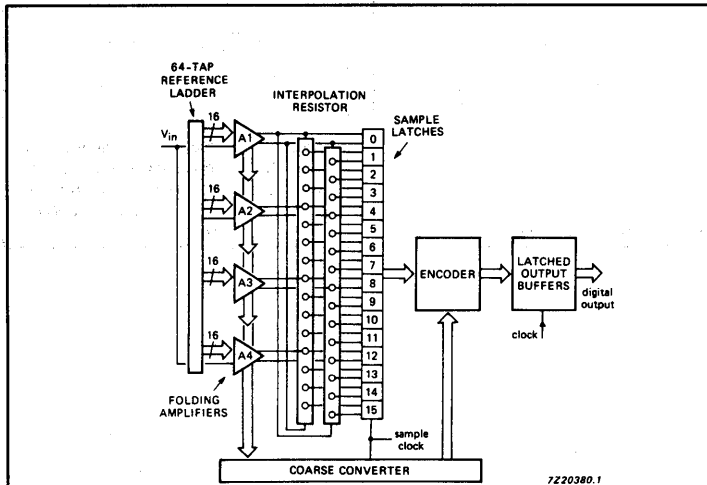 64-TAP
REFERENCE
LADDER
INTERPOLATION
RESISTOR
SAMPLE
LATCHES
Vin
16
A1
16
A2
16
A3
16
A4
0
1
2
3
4
5
6
7
8
9
10
11
12
13
14
15
ENCODER
LATCHED
OUTPUT
BUFFERS
digital
output
clock
FOLDING
AMPLIFIERS
sample
clock
COARSE CONVERTER
7Z20380.1